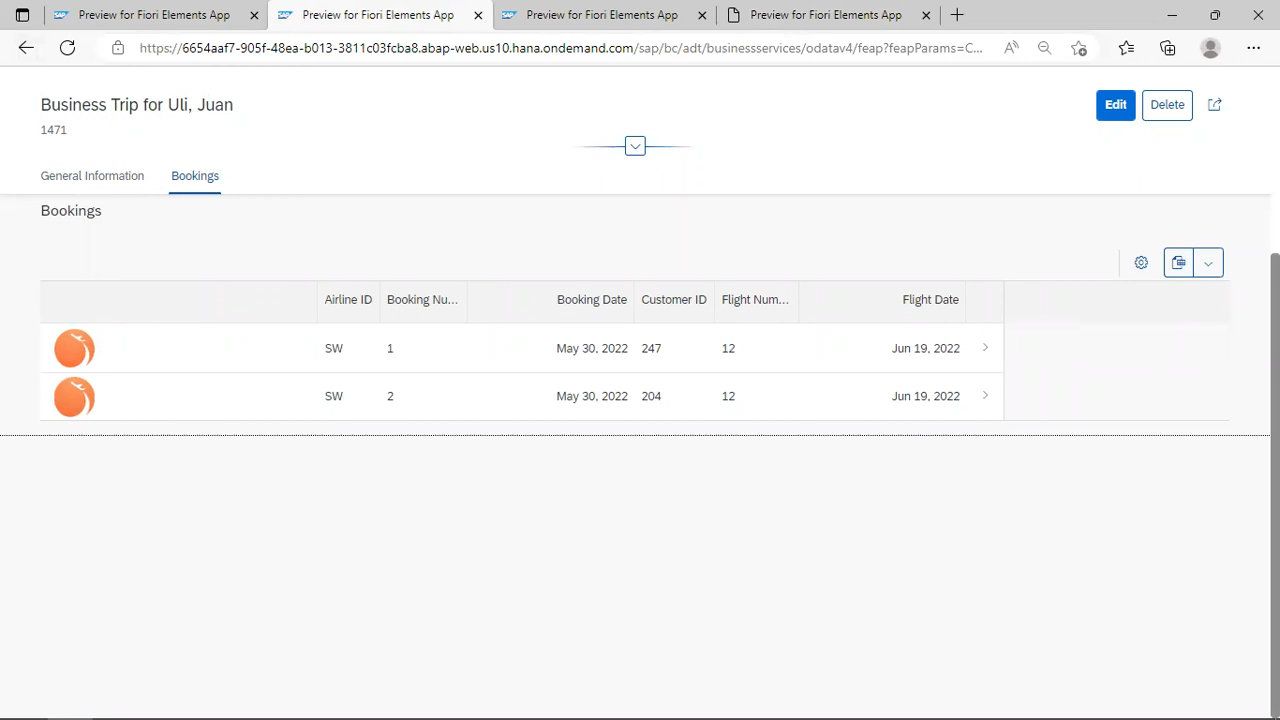 Preview for Fiori Elements App
Preview for Fiori Elements App
Preview for Fiori Elements App
Preview for Fiori Elements App
https://6654aaf7-905f-48ea-b013-3811c03fcba8.abap-web.us10.hana.ondemand.com/sap/bc/adt/businessservices/odatav4/feap?feapParams=C...
Business Trip for Uli, Juan
Edit
Delete
1471
General Information
Bookings
Bookings
Airline ID Booking Nu... Booking Date Customer ID Flight Num... Flight Date
SW 1 May 30, 2022 247 12 Jun 19, 2022
SW 2 May 30, 2022 204 12 Jun 19, 2022